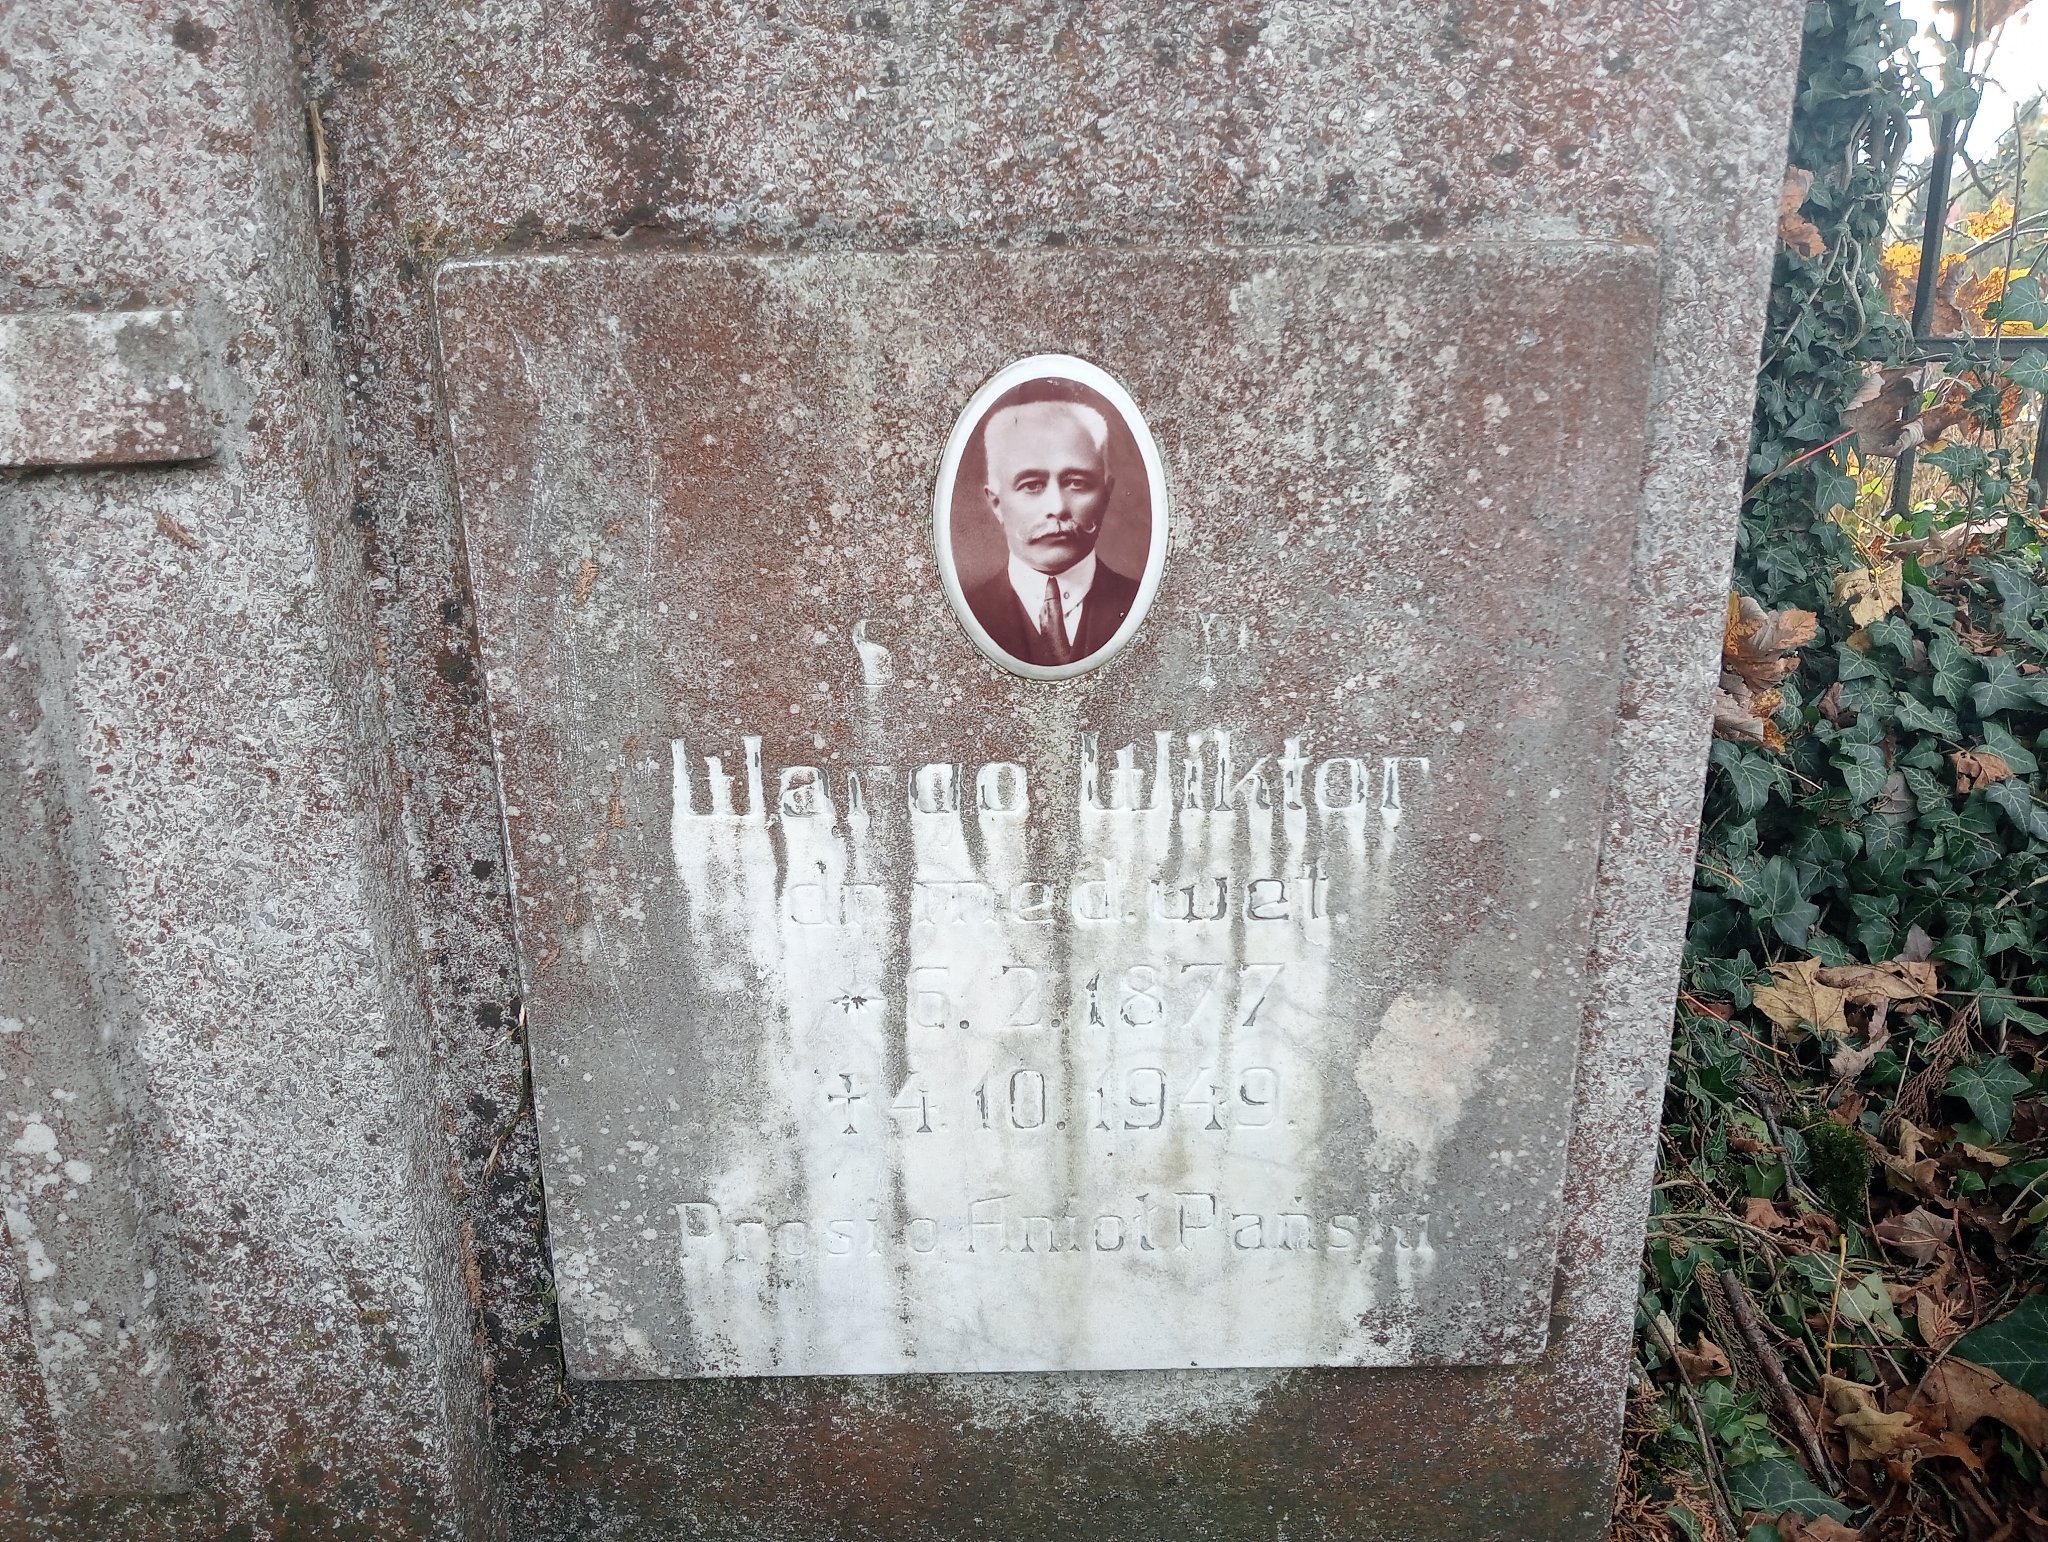 Ś P
Wargo Wiktor
dr. med. wet.
* 6. 2. 1877
✝ 4. 10. 1949.
Prosi o Anioł Pański